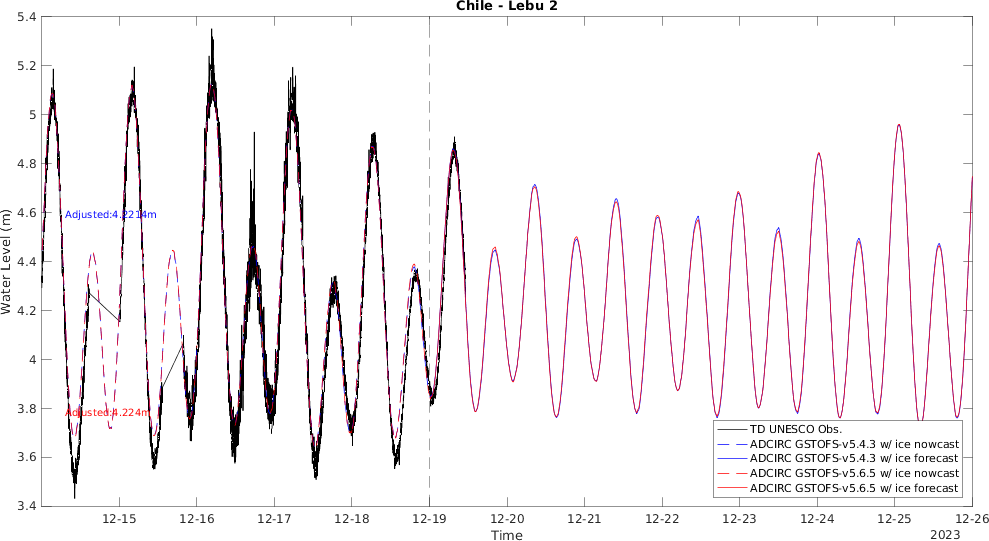 Chile - Lebu 2
5.4
5.2
5
4.8
4.6
4.4
4.2
4
3.8
3.6
3.4
Water Level (m)
Adjusted:4.2214m
Adjusted:4.224m
TD UNESCO Obs.
ADCIRC GSTOFS-v5.4.3 w/ ice nowcast
ADCIRC GSTOFS-v5.4.3 w/ ice forecast
ADCIRC GSTOFS-v5.6.5 w/ ice nowcast
ADCIRC GSTOFS-v5.6.5 w/ ice forecast
12-15 12-16 12-17 12-18 12-19 12-20 12-21 12-22 12-23 12-24 12-25 12-26
Time
2023